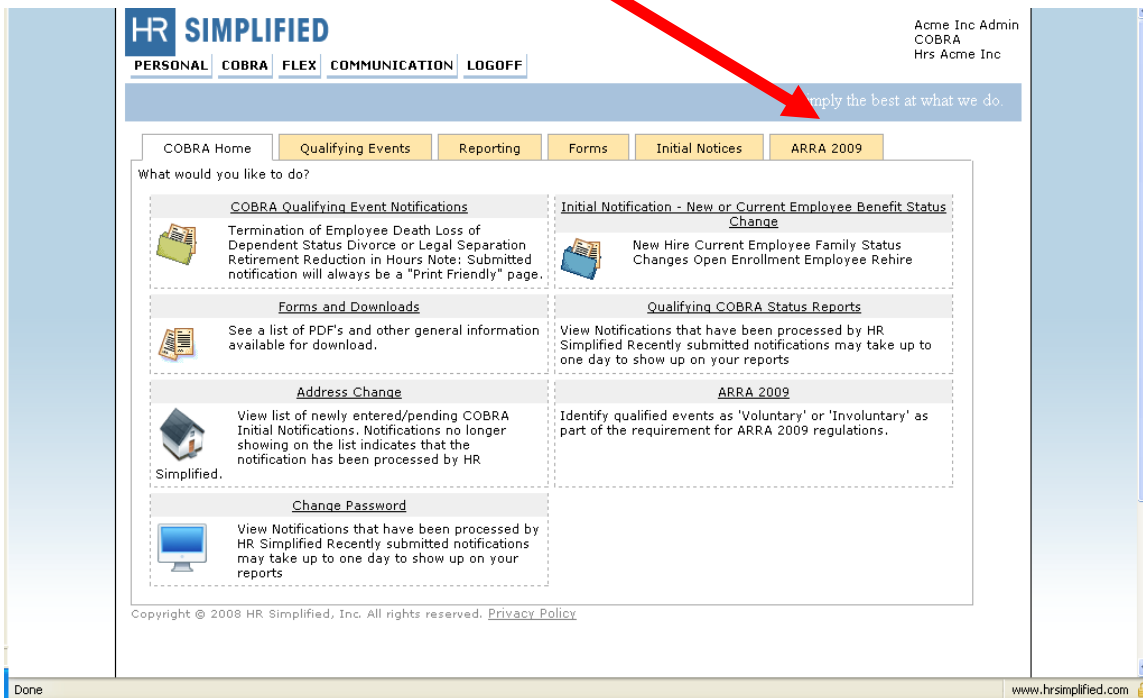 HR SIMPLIFIED
Acme Inc Admin
COBRA
Hrs Acme Inc
PERSONAL COBRA FLEX COMMUNICATION LOGOFF
the best at what we do.
COBRA Home Qualifying Events Reporting Forms Initial Notices ARRA 2009
What would you like to do?
COBRA Qualifying Event Notifications
Termination of Employee Death Loss of
Dependent Status Divorce or Legal Separation
Retirement Reduction in Hours Note: Submitted
notification will always be a "Print Friendly" page.
Initial Notification - New or Current Employee Benefit Status
Change
New Hire Current Employee Family Status
Changes Open Enrollment Employee Rehire
Forms and Downloads
See a list of PDF's and other general information
available for download.
Qualifying COBRA Status Reports
View Notifications that have been processed by HR
Simplified Recently submitted notifications may take up to
one day to show up on your reports
Address Change
View list of newly entered/pending COBRA
Initial Notifications. Notifications no longer
showing on the list indicates that the
notification has been processed by HR
Simplified.
ARRA 2009
Identify qualified events as 'Voluntary' or 'Involuntary' as
part of the requirement for ARRA 2009 regulations.
Change Password
View Notifications that have been processed by
HR Simplified Recently submitted notifications
may take up to one day to show up on your
reports
Copyright © 2008 HR Simplified, Inc. All rights reserved. Privacy Policy
Done
www.hrsimplified.com